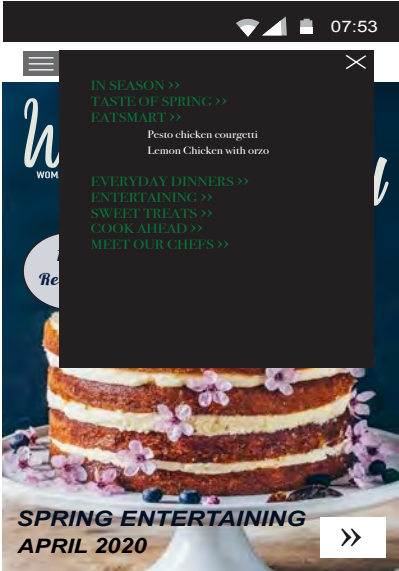 07:53
IN SEASON >>
TASTE OF SPRING >>
EATSMART >>
Pesto chicken courgetti
Lemon Chicken with orzo
EVERYDAY DINNERS >>
ENTERTAINING >>
SWEET TREATS >>
COOK AHEAD >>
MEET OUR CHEFS >>
SPRING ENTERTAINING
APRIL 2020
>>